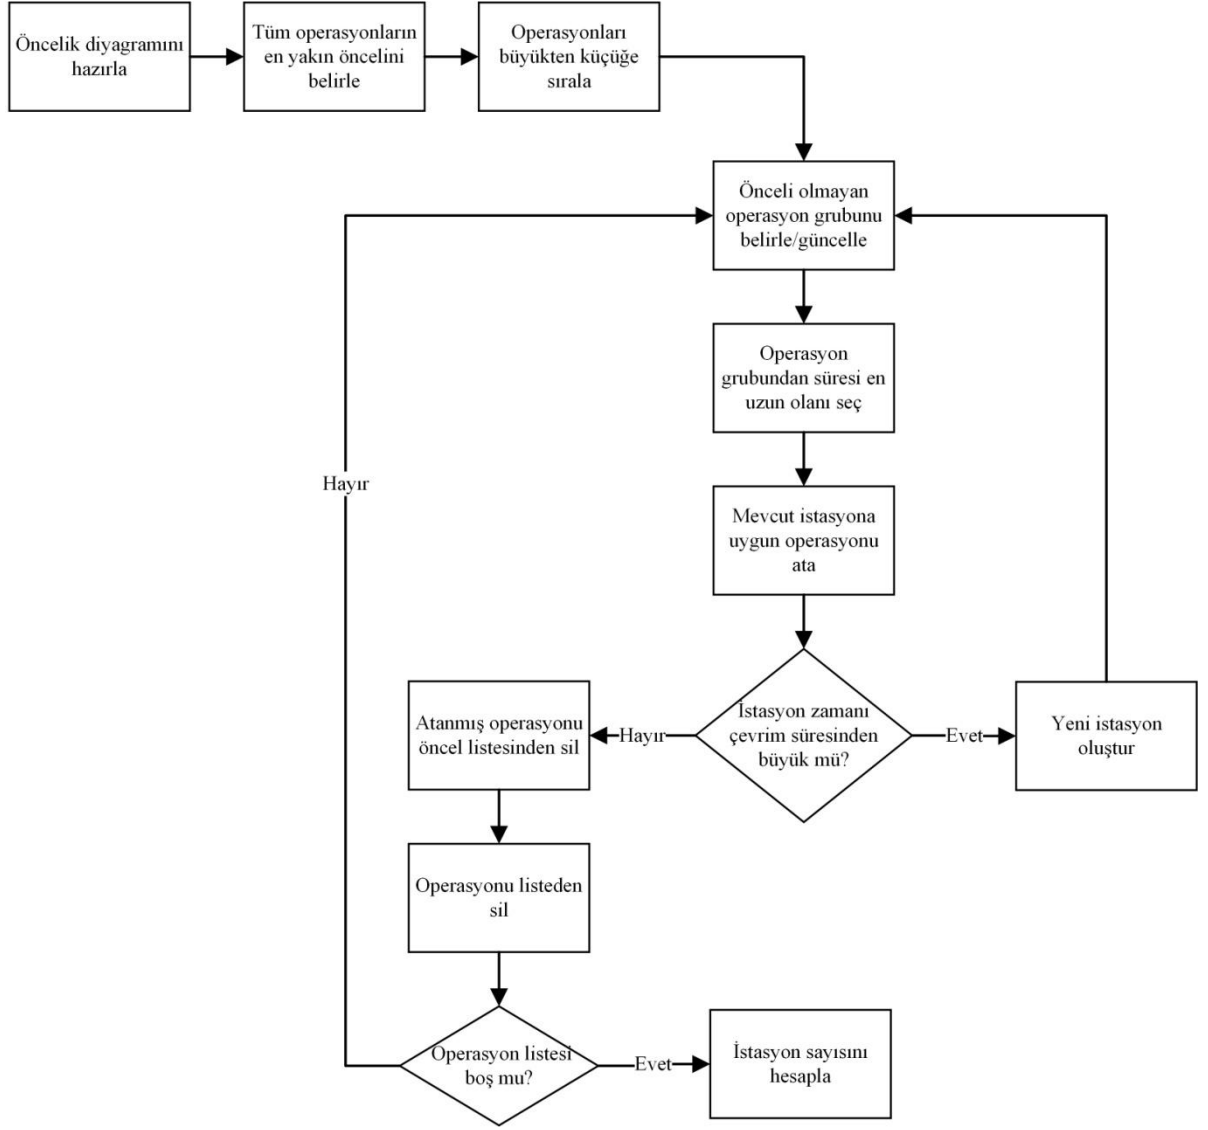 Öncelik diyagramını
hazırla
Tüm operasyonların
en yakın öncelini
belirle
Operasyonları
büyükten küçüğe
sırala
Önceli olmayan
operasyon grubunu
belirle/güncelle
Operasyon
grubundan süresi en
uzun olanı seç
Hayır
Mevcut istasyona
uygun operasyonu
ata
İstasyon zamanı
çevrim süresinden
büyük mü?
Hayır
Evet
Atanmış operasyonu
öncel listesinden sil
Yeni istasyon
oluştur
Operasyonu listeden
sil
Operasyon listesi
boş mu?
Evet
İstasyon sayısını
hesapla